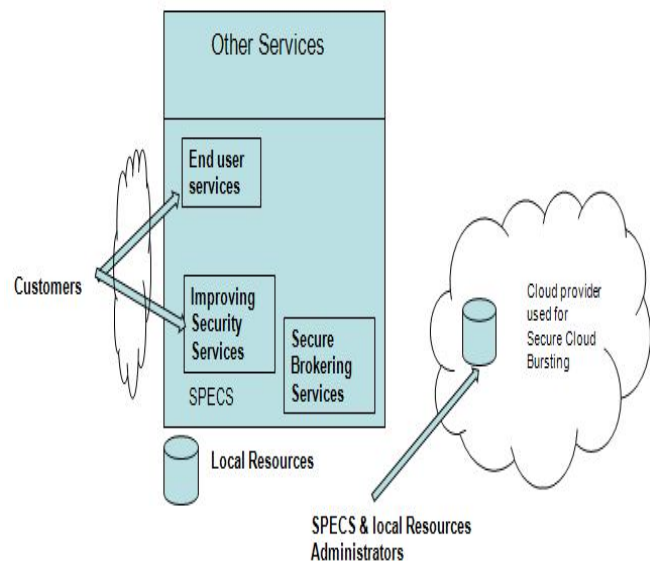 Other Services
End user
services
Customers
Improving
Security
Services
Secure
Brokering
Services
SPECS
Local Resources
Cloud provider
used for
Secure Cloud
Bursting
SPECS & local Resources
Administrators